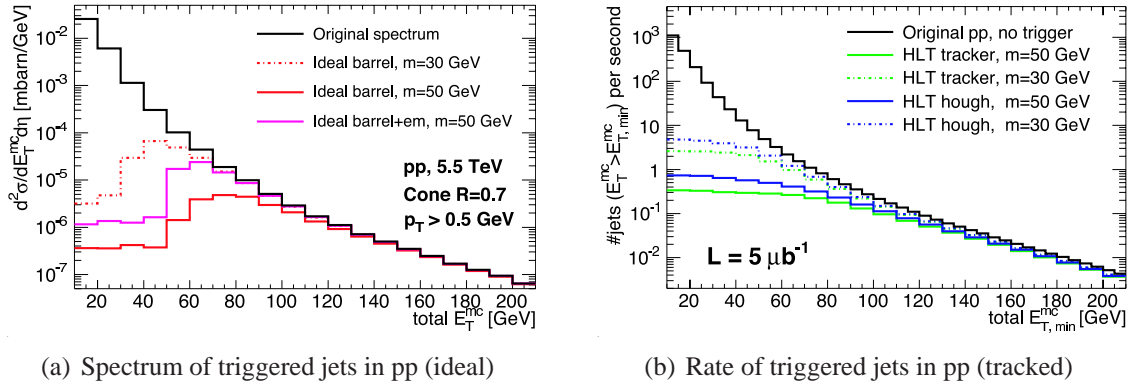 d²σ/dE_T^mc dη [mbarn/GeV]
10⁻²
10⁻³
10⁻⁴
10⁻⁵
10⁻⁶
10⁻⁷
Original spectrum
Ideal barrel, m=30 GeV
Ideal barrel, m=50 GeV
Ideal barrel+em, m=50 GeV
pp, 5.5 TeV
Cone R=0.7
p_T > 0.5 GeV
20 40 60 80 100 120 140 160 180 200
total E_T^mc [GeV]
(a) Spectrum of triggered jets in pp (ideal)
#jets (E_T^mc>E_T,min^mc) per second
10³
10²
10
1
10⁻¹
10⁻²
Original pp, no trigger
HLT tracker, m=50 GeV
HLT tracker, m=30 GeV
HLT hough, m=50 GeV
HLT hough, m=30 GeV
L = 5 μb⁻¹
20 40 60 80 100 120 140 160 180 200
total E_T,min^mc [GeV]
(b) Rate of triggered jets in pp (tracked)